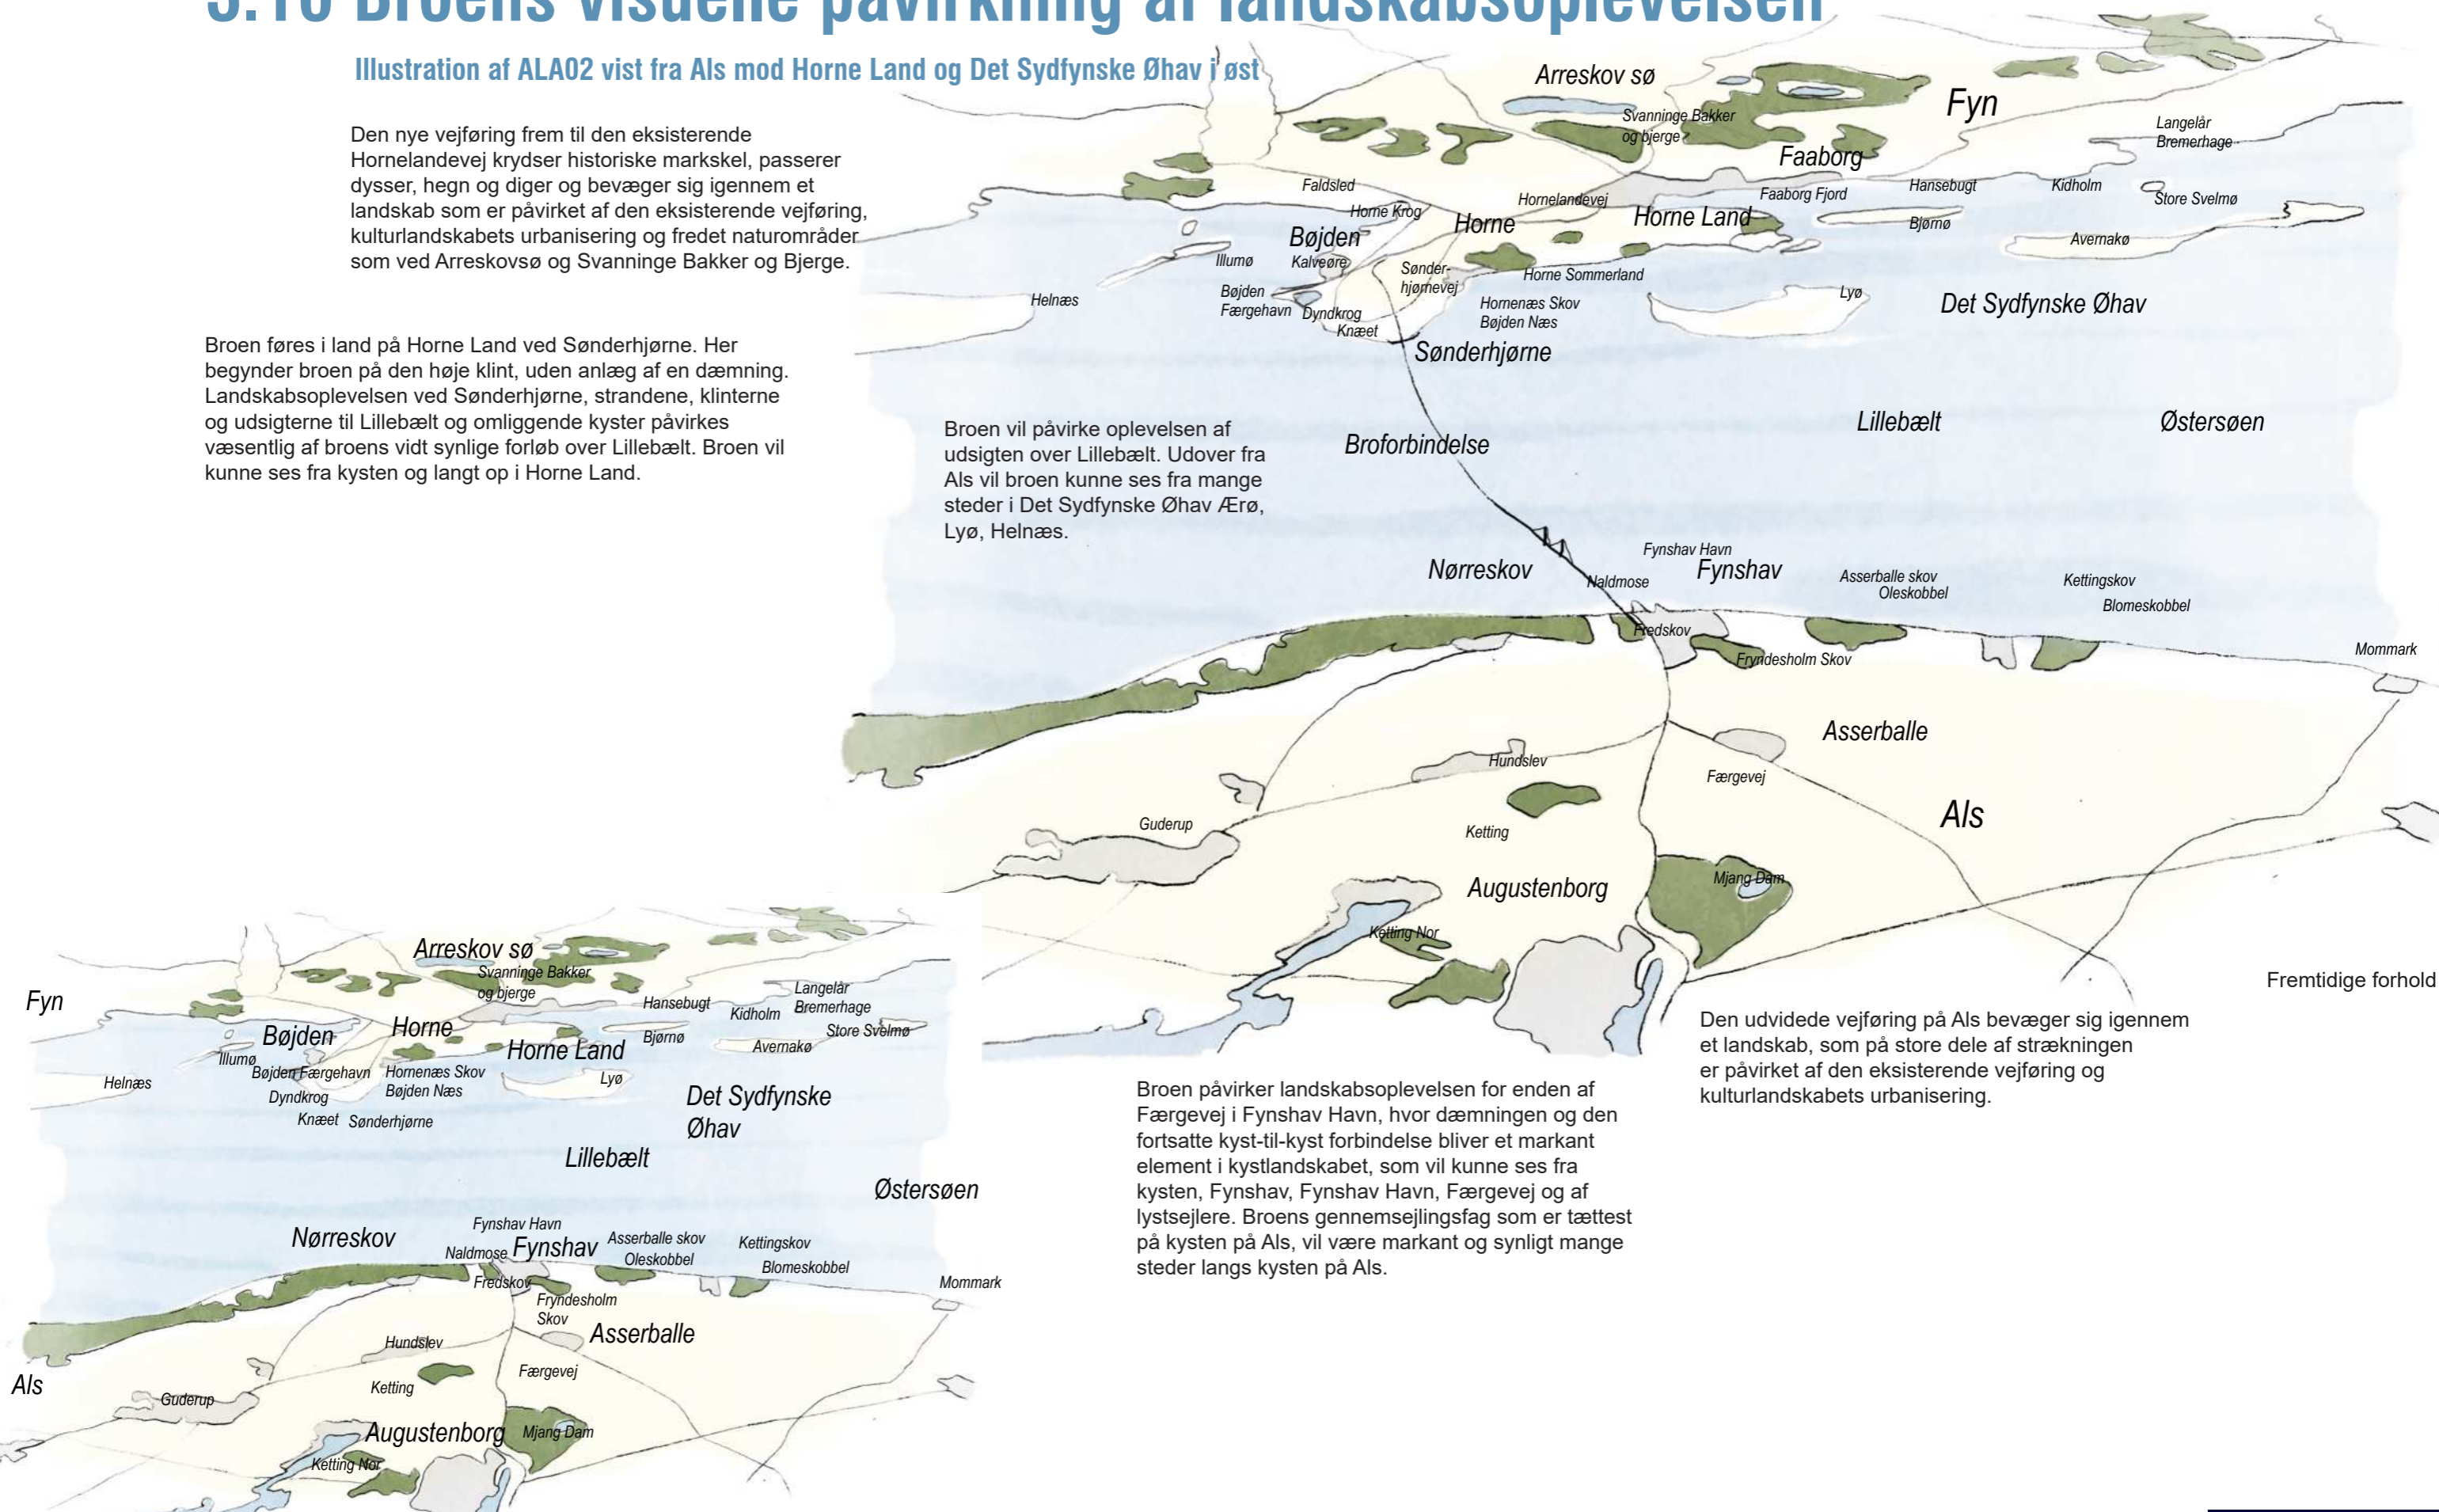 3.10 Broens visuelle påvirkning af landskabsoplevelsen
Illustration af ALA02 vist fra Als mod Horne Land og Det Sydfynske Øhav i øst
Den nye vejføring frem til den eksisterende
Hornelandevej krydser historiske markskel, passerer
dysser, hegn og diger og bevæger sig igennem et
landskab som er påvirket af den eksisterende vejføring,
kulturlandskabets urbanisering og fredet naturområder
som ved Arreskovsø og Svanninge Bakker og Bjerge.
Broen føres i land på Horne Land ved Sønderhjørne. Her
begynder broen på den høje klint, uden anlæg af en dæmning.
Landskabsoplevelsen ved Sønderhjørne, strandene, klinterne
og udsigterne til Lillebælt og omliggende kyster påvirkes
væsentlig af broens vidt synlige forløb over Lillebælt. Broen vil
kunne ses fra kysten og langt op i Horne Land.
Broen vil påvirke oplevelsen af
udsigten over Lillebælt. Udover fra
Als vil broen kunne ses fra mange
steder i Det Sydfynske Øhav Ærø,
Lyø, Helnæs.
Arreskov sø
Svanninge Bakker
og bjerge
Fyn
Langelår
Bremerhage
Faaborg
Faldsled
Hornelandevej
Faaborg Fjord
Hansebugt
Kidholm
Store Svelmø
Horne Krog
Horne
Horne Land
Bjørnø
Avernakø
Bøjden
Illumø
Kalveøre
Sønder-
hjørnevej
Horne Sommerland
Helnæs
Bøjden
Færgehavn
Dyndkrog
Knæet
Hornenæs Skov
Bøjden Næs
Lyø
Det Sydfynske Øhav
Sønderhjørne
Broforbindelse
Lillebælt
Østersøen
Nørreskov
Naldmose
Fynshav Havn
Fynshav
Asserballe skov
Oleskobbel
Kettingskov
Blomeskobbel
Fredskov
Fryndesholm Skov
Mommark
Asserballe
Hundslev
Færgevej
Als
Guderup
Ketting
Augustenborg
Mjang Dam
Ketting Nor
Fremtidige forhold
Den udvidede vejføring på Als bevæger sig igennem
et landskab, som på store dele af strækningen
er påvirket af den eksisterende vejføring og
kulturlandskabets urbanisering.
Broen påvirker landskabsoplevelsen for enden af
Færgevej i Fynshav Havn, hvor dæmningen og den
fortsatte kyst-til-kyst forbindelse bliver et markant
element i kystlandskabet, som vil kunne ses fra
kysten, Fynshav, Fynshav Havn, Færgevej og af
lystsejlere. Broens gennemsejlingsfag som er tættest
på kysten på Als, vil være markant og synligt mange
steder langs kysten på Als.
Arreskov sø
Svanninge Bakker
og bjerge
Fyn
Hansebugt
Langelår
Bremerhage
Kidholm
Store Svelmø
Bøjden
Horne
Horne Land
Bjørnø
Avernakø
Illumø
Bøjden Færgehavn
Hornenæs Skov
Bøjden Næs
Helnæs
Dyndkrog
Lyø
Knæet
Sønderhjørne
Det Sydfynske
Øhav
Lillebælt
Østersøen
Nørreskov
Fynshav Havn
Naldmose
Fynshav
Asserballe skov
Oleskobbel
Kettingskov
Blomeskobbel
Fredskov
Mommark
Fryndesholm
Skov
Asserballe
Hundslev
Færgevej
Als
Ketting
Guderup
Augustenborg
Mjang Dam
Ketting Nor